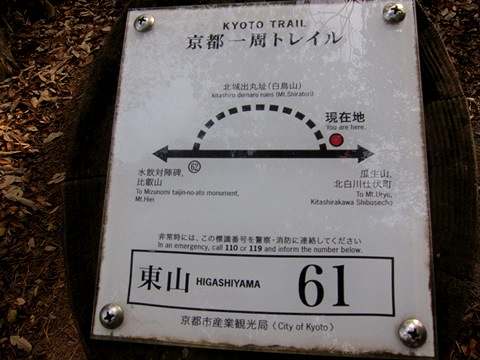 KYOTO TRAIL
京都一周トレイル
北城出丸址(白鳥山)
kitashiro demaru ruins (Mt.Shiratori)
現在地
You are here.
62
水飲対陣碑、
比叡山
To Mizunomi taijin-no-ato monument,
Mt.Hiei
瓜生山、
北白川仕伏町
To Mt.Uryu,
Kitashirakawa Shibusecho
非常時には、この標識番号を警察・消防に連絡してください
In an emergency, call 110 or 119 and inform the number below.
東山 HIGASHIYAMA 61
京都市産業観光局 (City of Kyoto)